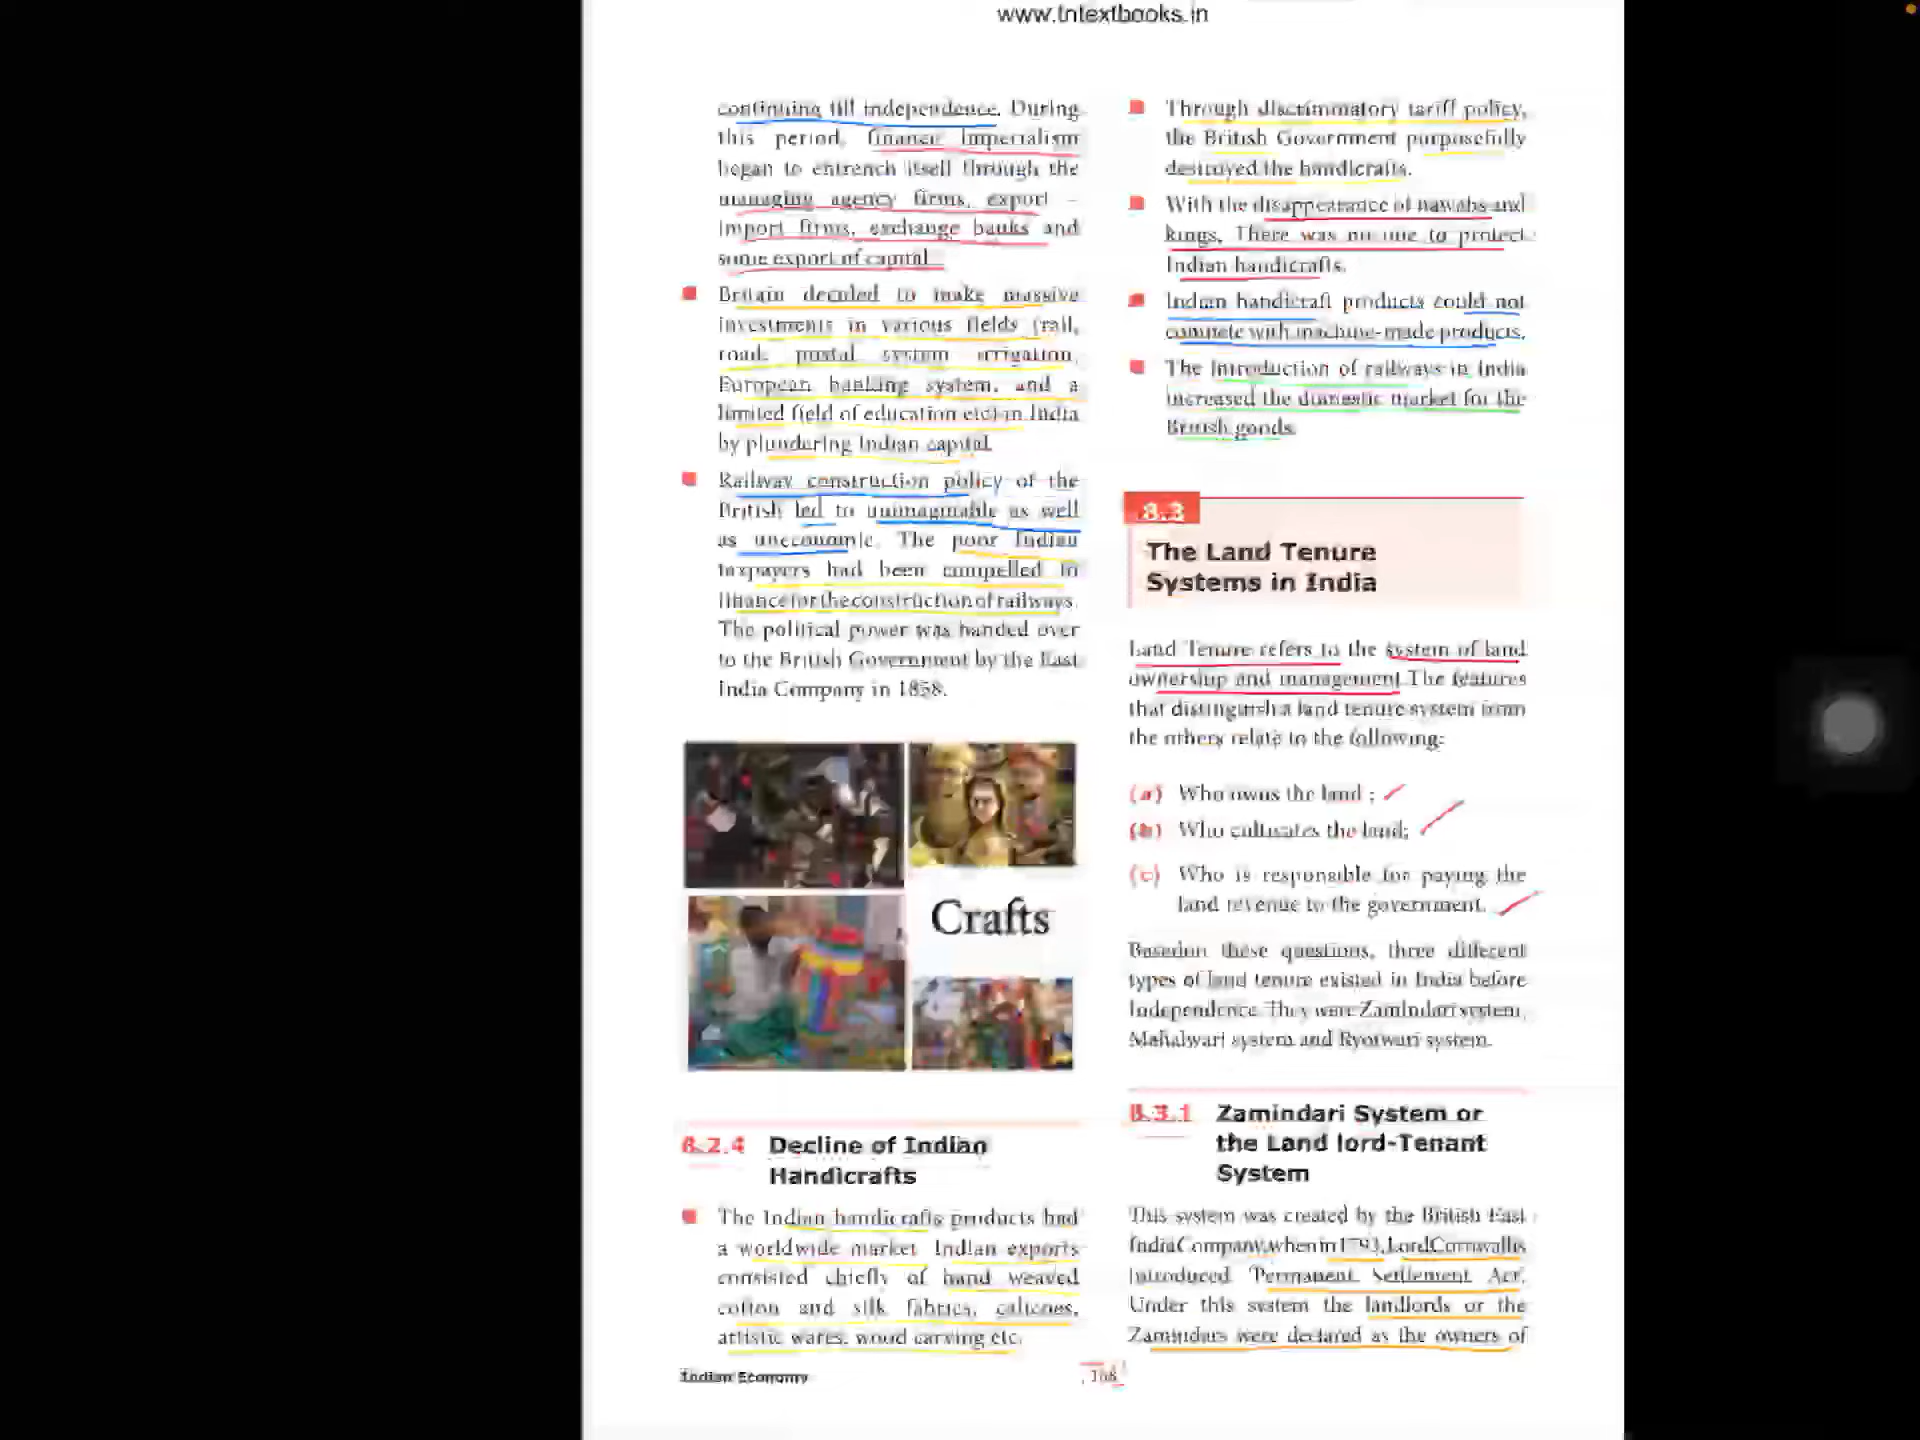 www.tntextbooks.in
continuing till independence. During
this period, finance imperialism
began to entrench itself through the
managing agency firms, export –
import firms, exchange banks and
some export of capital.
Britain decided to make massive
investments in various fields (rail,
road, postal system, irrigation,
European banking system, and a
limited field of education etc) in India
by plundering Indian capital.
Railway construction policy of the
British led to unimaginable as well
as uneconomic. The poor Indian
taxpayers had been compelled to
finance for the construction of railways.
The political power was handed over
to the British Government by the East
India Company in 1858.
Crafts
8.2.4 Decline of Indian
Handicrafts
The Indian handicrafts products had
a worldwide market. Indian exports
consisted chiefly of hand weaved
cotton and silk fabrics, calicoes,
artistic wares, wood carving etc.
Through discriminatory tariff policy,
the British Government purposefully
destroyed the handicrafts.
With the disappearance of nawabs and
kings, There was no one to protect
Indian handicrafts.
Indian handicraft products could not
compete with machine-made products.
The introduction of railways in India
increased the domestic market for the
British goods.
8.3
The Land Tenure
Systems in India
Land Tenure refers to the system of land
ownership and management. The features
that distinguish a land tenure system from
the others relate to the following:
(a) Who owns the land ;
(b) Who cultivates the land;
(c) Who is responsible for paying the
land revenue to the government.
Based on these questions, three different
types of land tenure existed in India before
Independence. They were Zamindari system,
Mahalwari system and Ryotwari system.
8.3.1 Zamindari System or
the Land lord-Tenant
System
This system was created by the British East
India Company, when in 1793, Lord Cornwallis
introduced 'Permanent Settlement Act'.
Under this system the landlords or the
Zamindars were declared as the owners of
Indian Economy
168